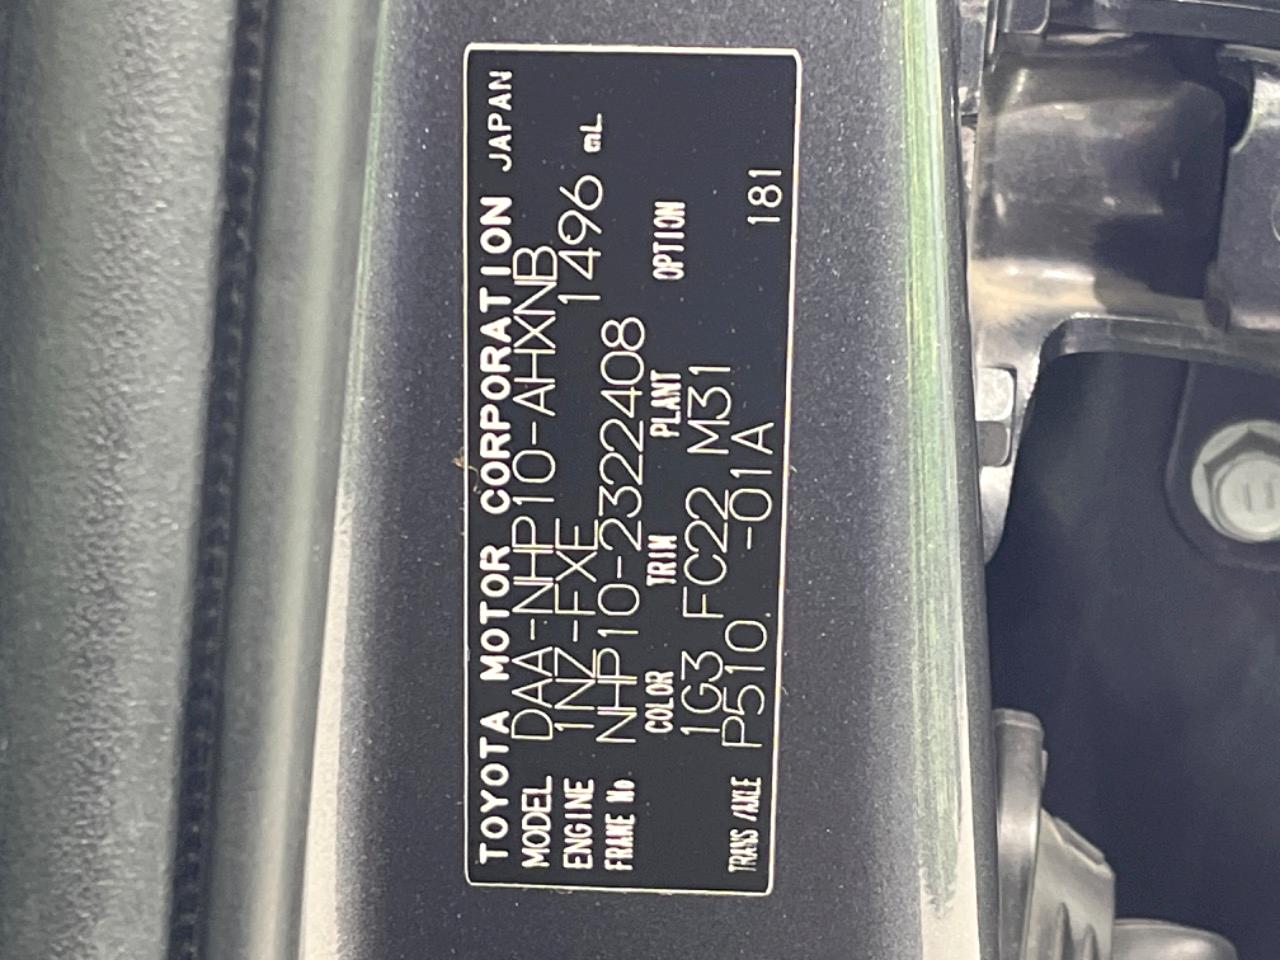 TOYOTA MOTOR CORPORATION JAPAN
MODEL DAA-NHP10-AHXNB
ENGINE 1NZ-FXE 1496 mL
FRAME No. NHP10-2322408
COLOR TRIM PLANT OPTION
1G3 FC22 M31
TRANS/AXLE P510 -01A 181